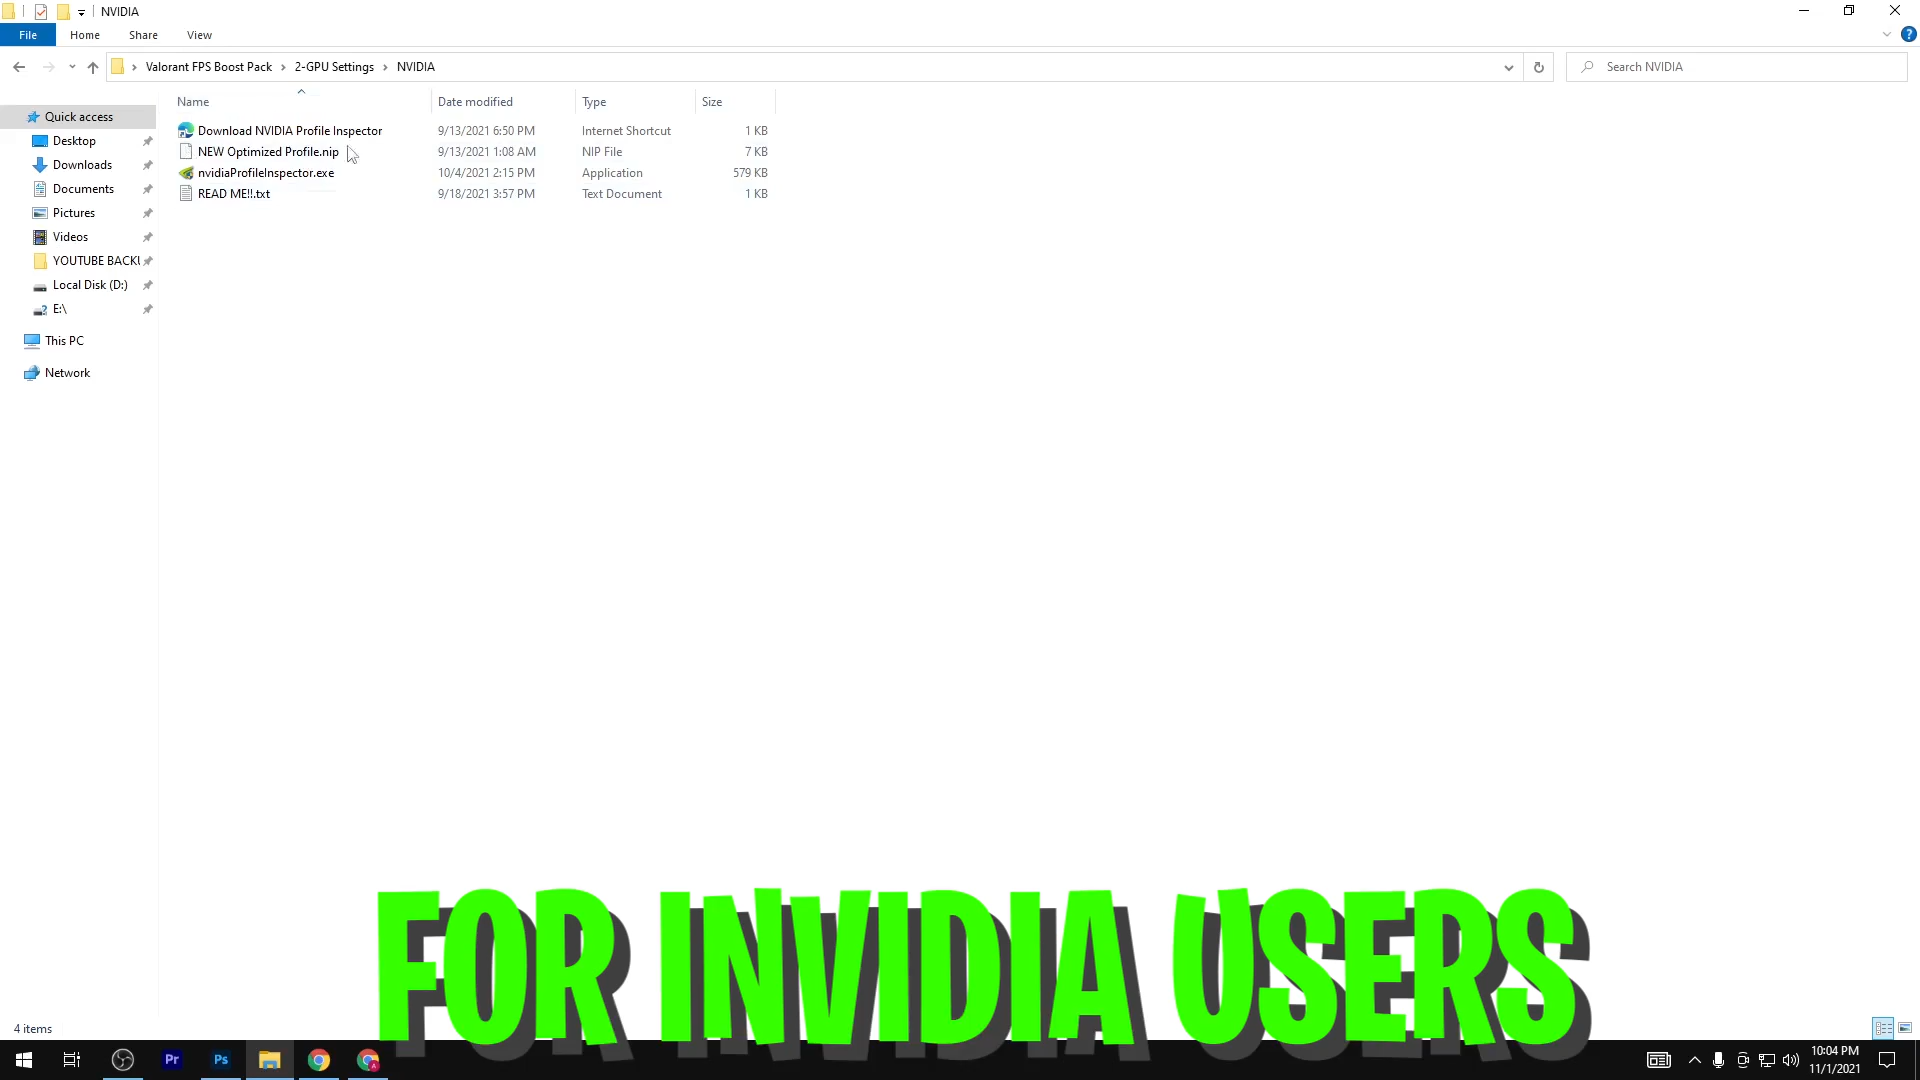 NVIDIA
File Home Share View
Valorant FPS Boost Pack 2-GPU Settings NVIDIA Search NVIDIA
Name Date modified Type Size
Download NVIDIA Profile Inspector 9/13/2021 6:50 PM Internet Shortcut 1 KB
NEW Optimized Profile.nip 9/13/2021 1:08 AM NIP File 7 KB
nvidiaProfileInspector.exe 10/4/2021 2:15 PM Application 579 KB
READ ME!!.txt 9/18/2021 3:57 PM Text Document 1 KB
Quick access
Desktop
Downloads
Documents
Pictures
Videos
YOUTUBE BACKU
Local Disk (D:)
E:\
This PC
Network
FOR INVIDIA USERS
4 items
Pr Ps
10:04 PM
11/1/2021